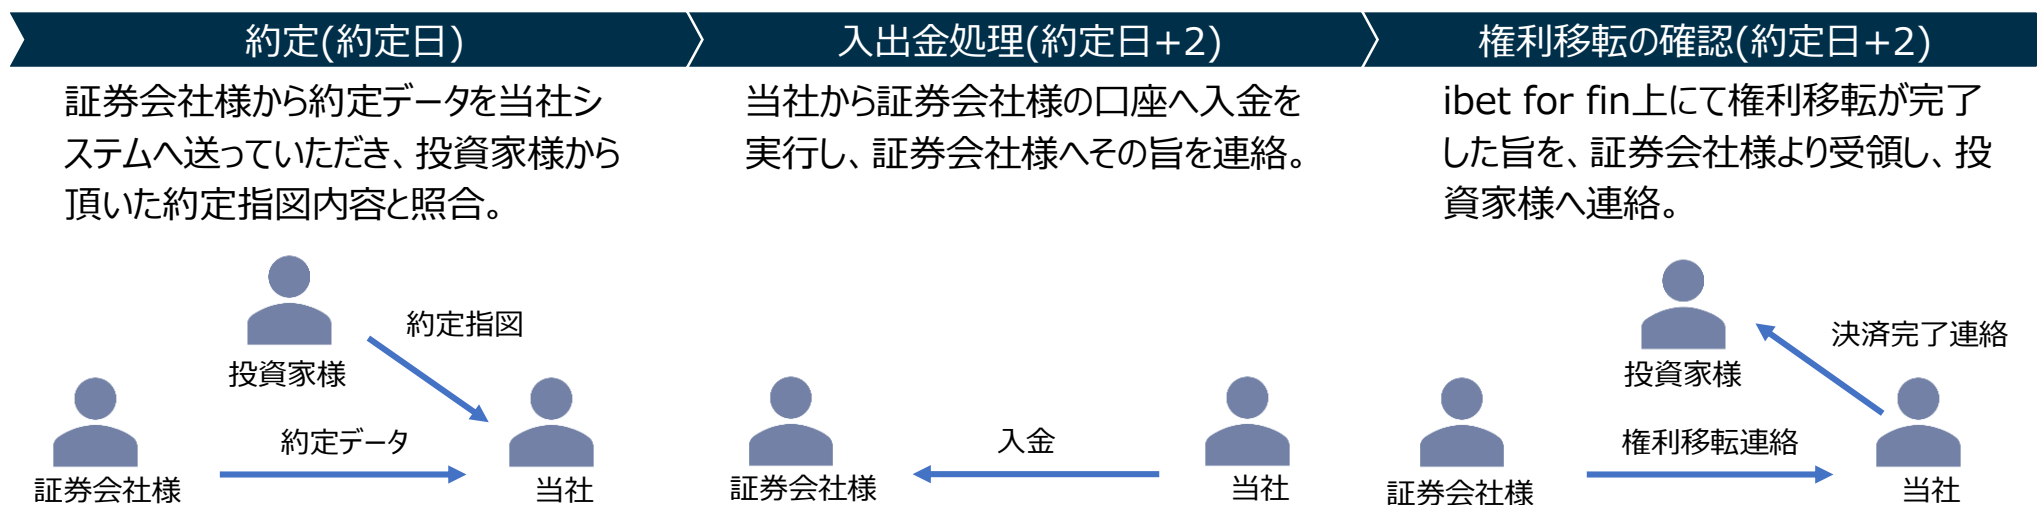 約定(約定日)
入出金処理(約定日+2)
権利移転の確認(約定日+2)
証券会社様から約定データを当社シ
ステムへ送っていただき、投資家様から
頂いた約定指図内容と照合。
当社から証券会社様の口座へ入金を
実行し、証券会社様へその旨を連絡。
ibet for fin上にて権利移転が完了
した旨を、証券会社様より受領し、投
資家様へ連絡。
約定指図
投資家様
約定データ
証券会社様
当社
入金
証券会社様
当社
決済完了連絡
投資家様
権利移転連絡
証券会社様
当社